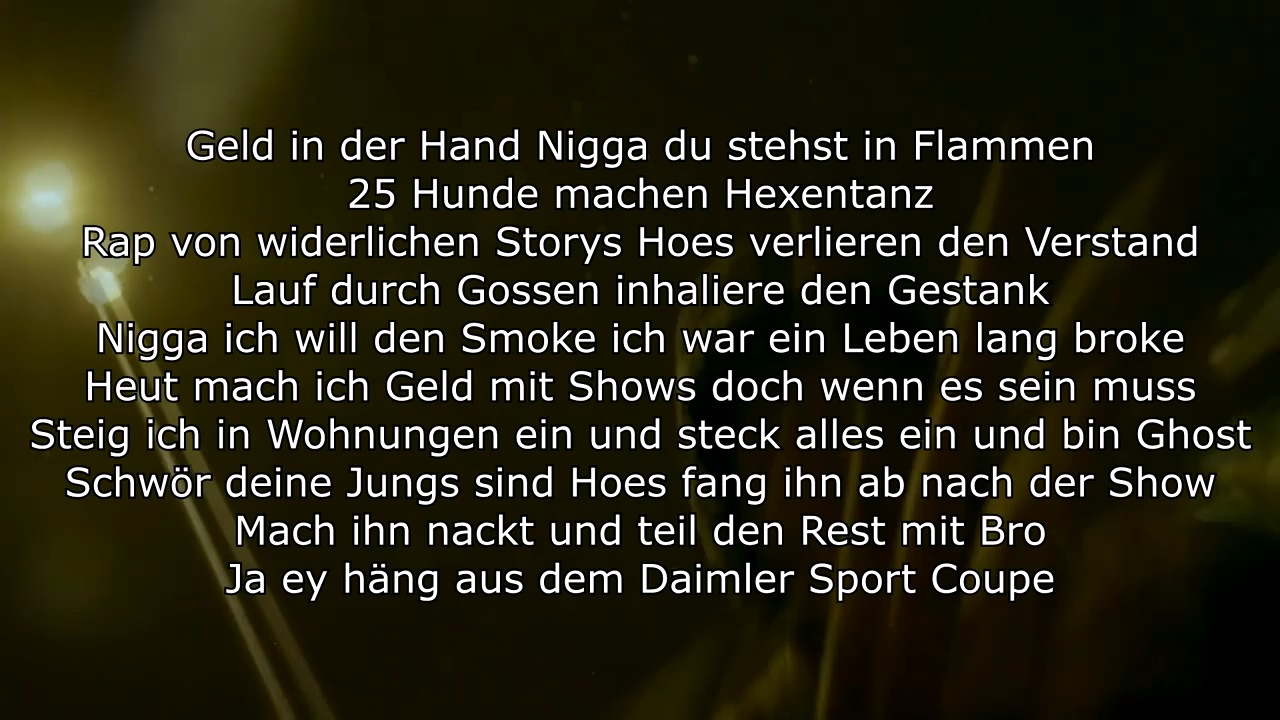 Geld in der Hand Nigga du stehst in Flammen
25 Hunde machen Hexentanz
Rap von widerlichen Storys Hoes verlieren den Verstand
Lauf durch Gossen inhaliere den Gestank
Nigga ich will den Smoke ich war ein Leben lang broke
Heut mach ich Geld mit Shows doch wenn es sein muss
Steig ich in Wohnungen ein und steck alles ein und bin Ghost
Schwör deine Jungs sind Hoes fang ihn ab nach der Show
Mach ihn nackt und teil den Rest mit Bro
Ja ey häng aus dem Daimler Sport Coupe